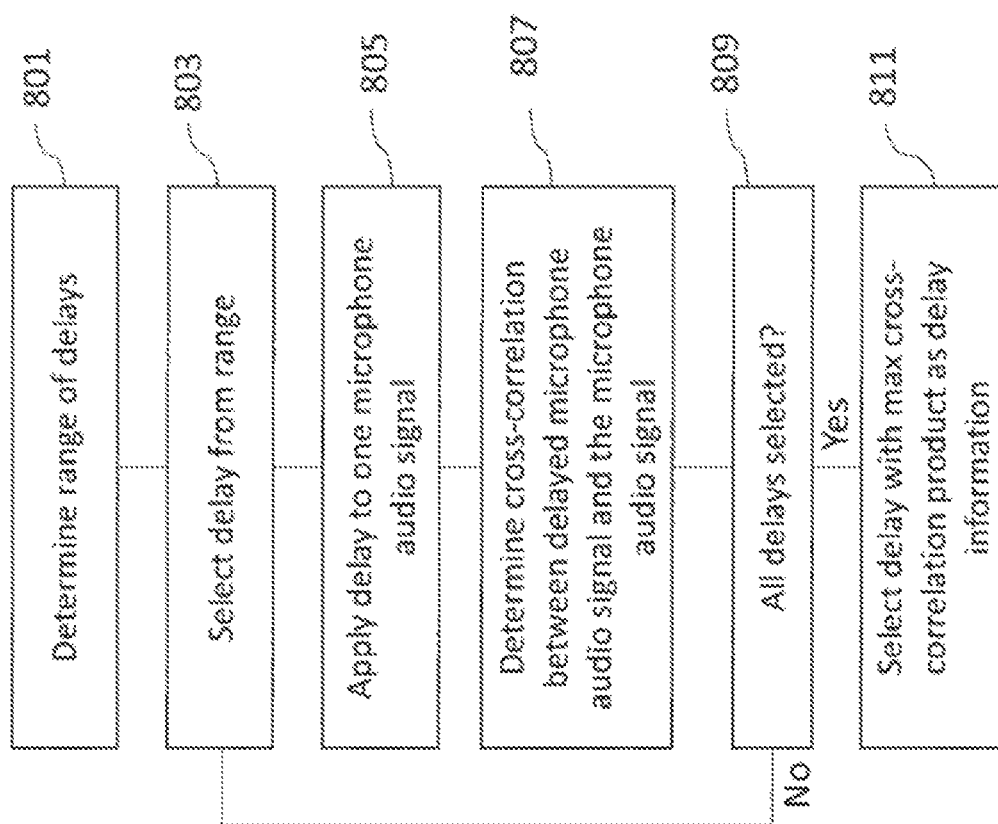 Determine range of delays
801
Select delay from range
803
Apply delay to one microphone
audio signal
805
Determine cross-correlation
between delayed microphone
audio signal and the microphone
audio signal
807
All delays selected?
809
No
Yes
Select delay with max cross-
correlation product as delay
information
811